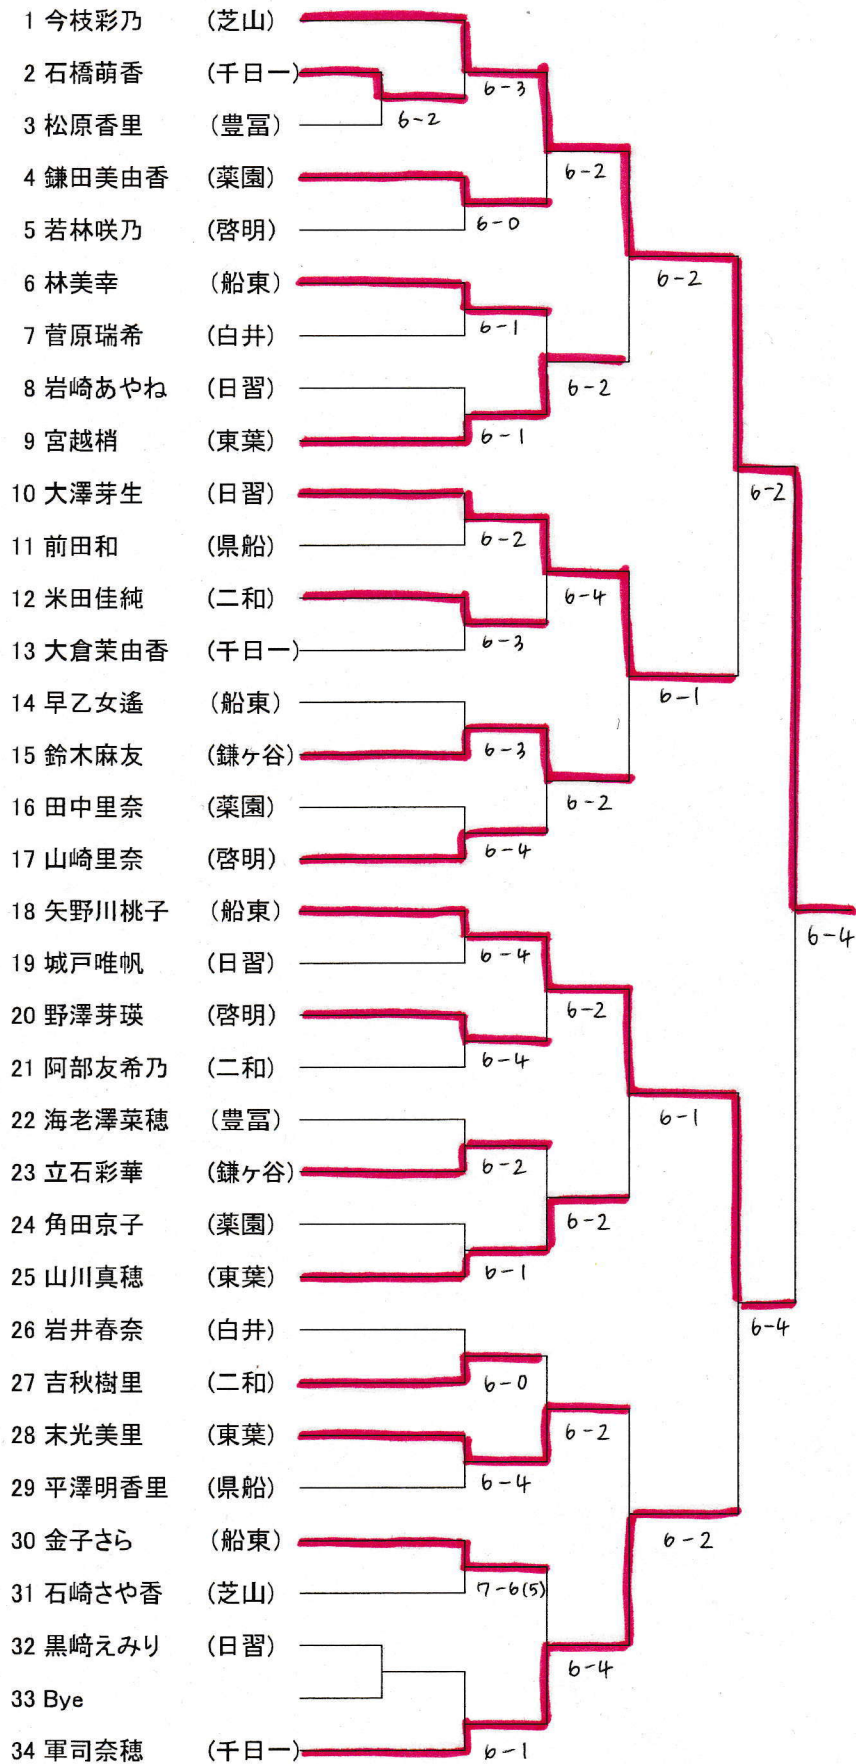 1 今枝彩乃 (芝山)
2 石橋萌香 (千日一) 6-3
3 松原香里 (豊冨) 6-2
4 鎌田美由香 (薬園) 6-2
5 若林咲乃 (啓明) 6-0
6 林美幸 (船東) 6-2
7 菅原瑞希 (白井) 6-1
8 岩崎あやね (日習) 6-2
9 宮越梢 (東葉) 6-1
10 大澤芽生 (日習) 6-2
11 前田和 (県船) 6-2
12 米田佳純 (二和) 6-4
13 大倉茉由香 (千日一) 6-3
14 早乙女遙 (船東) 6-1
15 鈴木麻友 (鎌ヶ谷) 6-3
16 田中里奈 (薬園) 6-2
17 山崎里奈 (啓明) 6-4
18 矢野川桃子 (船東) 6-4
19 城戸唯帆 (日習) 6-4
20 野澤芽瑛 (啓明) 6-2
21 阿部友希乃 (二和) 6-4
22 海老澤菜穂 (豊冨) 6-1
23 立石彩華 (鎌ヶ谷) 6-2
24 角田京子 (薬園) 6-2
25 山川真穂 (東葉) 6-1
26 岩井春奈 (白井) 6-4
27 吉秋樹里 (二和) 6-0
28 末光美里 (東葉) 6-2
29 平澤明香里 (県船) 6-4
30 金子さら (船東) 6-2
31 石崎さや香 (芝山) 7-6(5)
32 黒﨑えみり (日習) 6-4
33 Bye
34 軍司奈穂 (千日一) 6-1